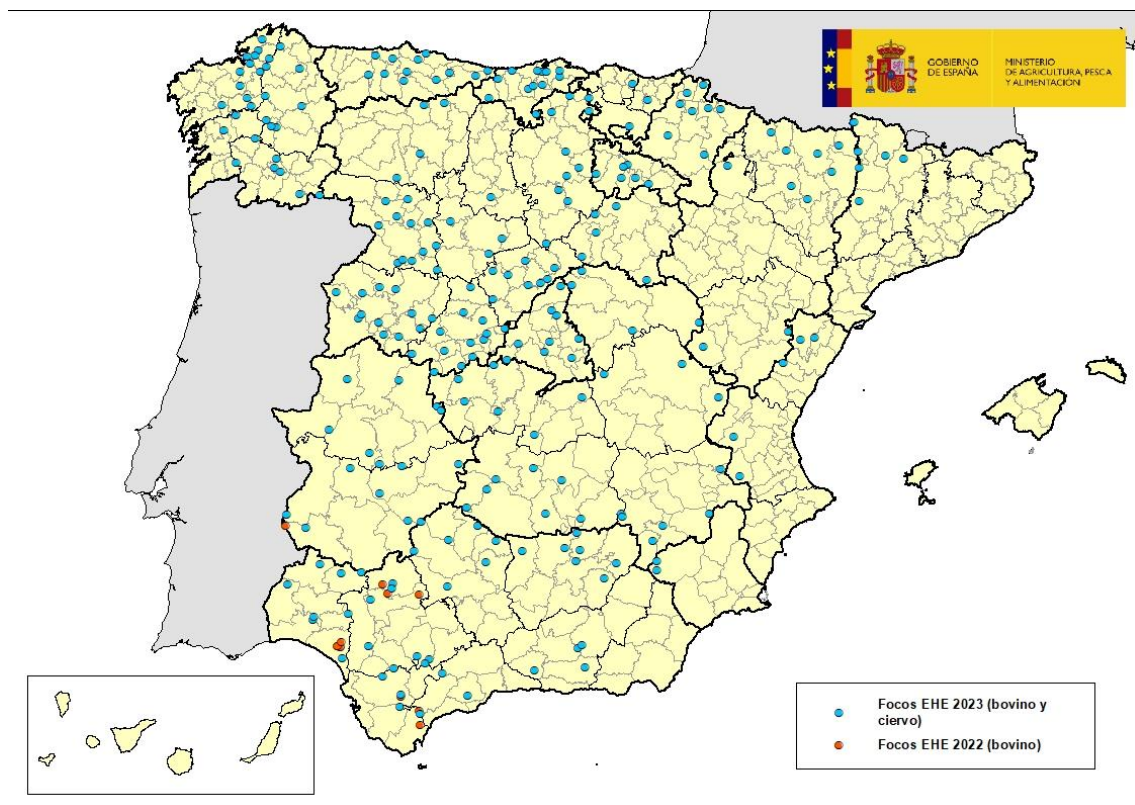 GOBIERNO
DE ESPAÑA
MINISTERIO
DE AGRICULTURA, PESCA
Y ALIMENTACIÓN
Focos EHE 2023 (bovino y
ciervo)
Focos EHE 2022 (bovino)